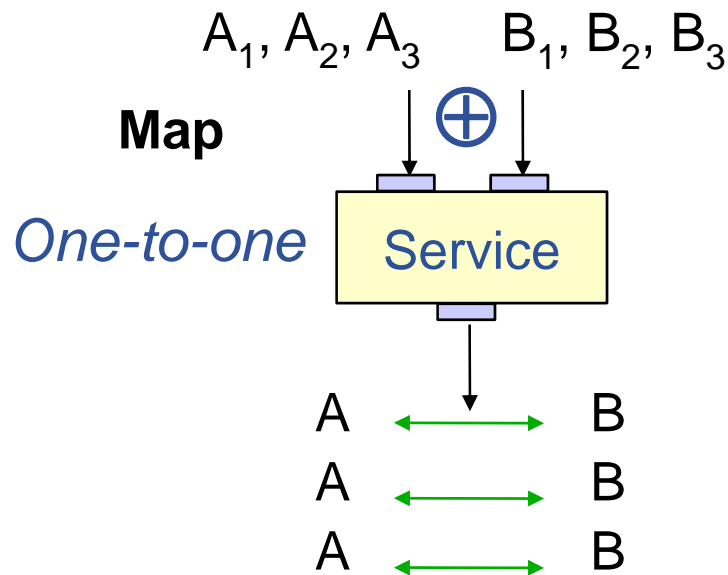 A₁, A₂, A₃ B₁, B₂, B₃
Map
One-to-one Service
A B
A B
A B